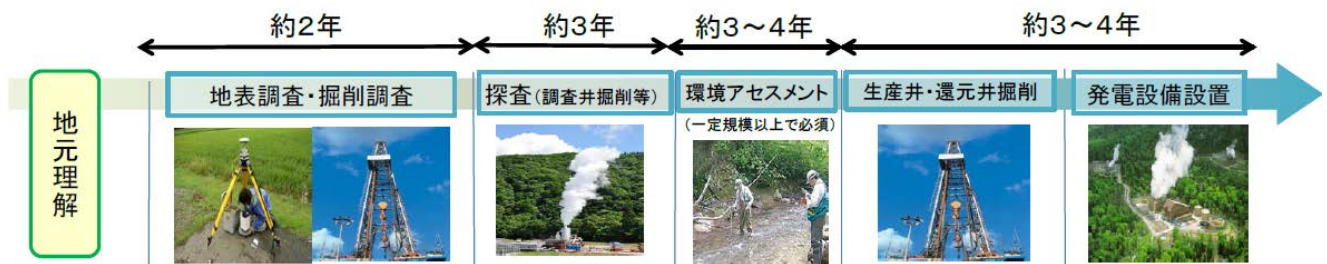 約2年
約3年
約3～4年
約3～4年
地元理解
地表調査・掘削調査
探査(調査井掘削等)
環境アセスメント
(一定規模以上で必須)
生産井・還元井掘削
発電設備設置